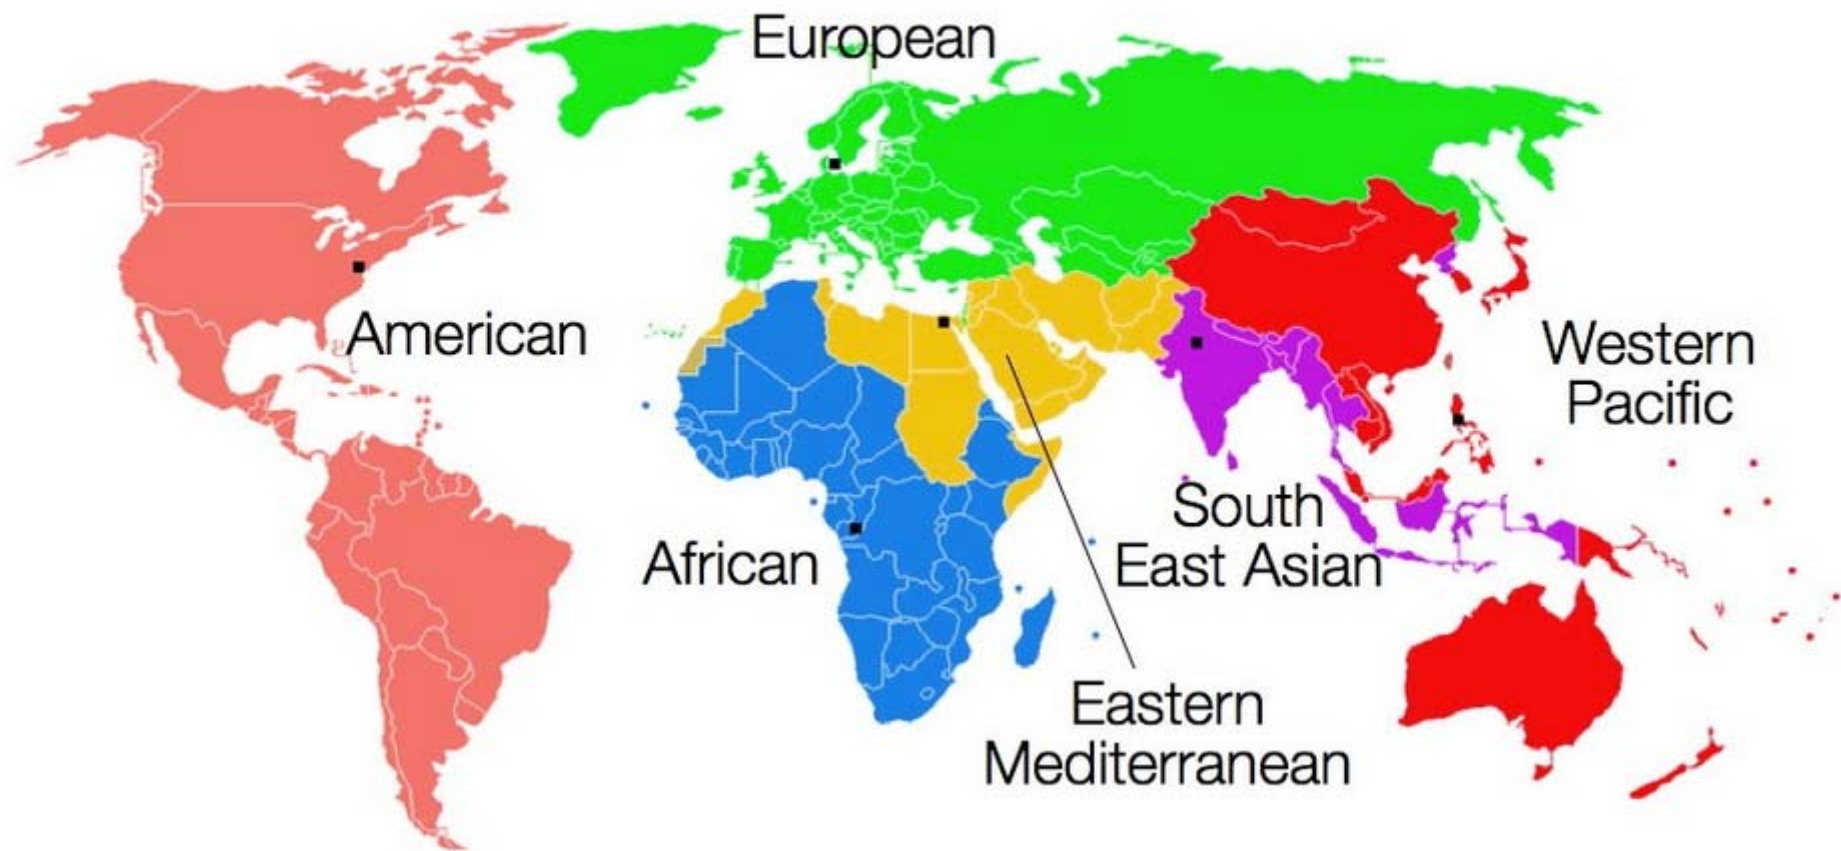 European
American
Western
Pacific
South
East Asian
African
Eastern
Mediterranean